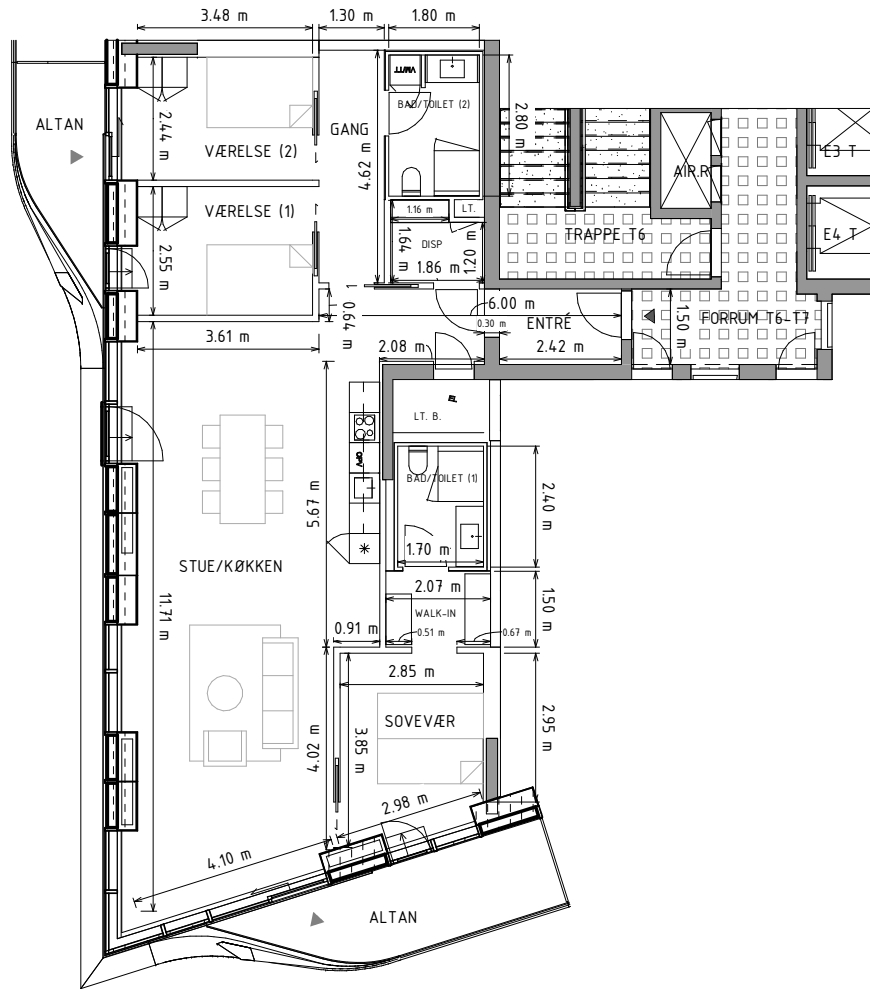 3.48 m
1.30 m
1.80 m
VM/TT
BAD/TOILET (2)
ALTAN
2.44 m
VÆRELSE (2)
GANG
4.62 m
2.80 m
AIR.R
E3 T
VÆRELSE (1)
1.16 m
LT.
2.55 m
1.64 m
DISP
1.20 m
1.86 m
TRAPPE T6
E4 T
0.64 m
6.00 m
0.30 m
ENTRÉ
1.50 m
FORRUM T6-T7
3.61 m
2.08 m
2.42 m
EL
LT. B.
OPV
BAD/TOILET (1)
2.40 m
5.67 m
1.70 m
STUE/KØKKEN
2.07 m
11.71 m
WALK-IN
1.50 m
0.91 m
0.51 m
0.67 m
2.85 m
SOVEVÆR
4.02 m
3.85 m
2.95 m
2.98 m
4.10 m
ALTAN